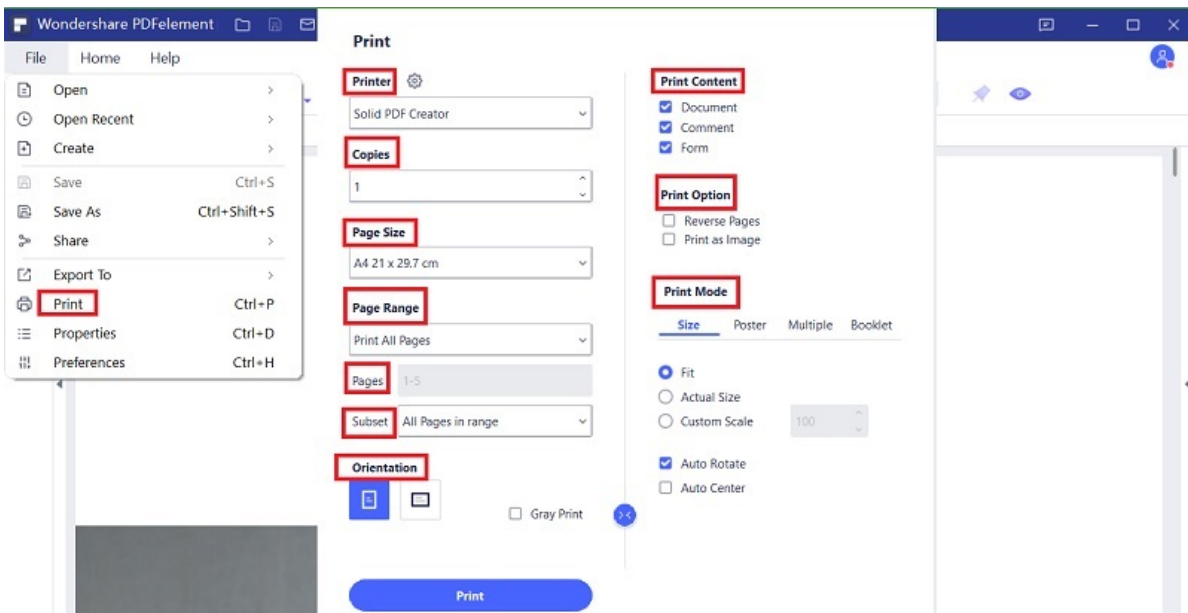 Wondershare PDFelement
File Home Help
Open
Open Recent
Create
Save Ctrl+S
Save As Ctrl+Shift+S
Share
Export To
Print Ctrl+P
Properties Ctrl+D
Preferences Ctrl+H
Print
Printer
Solid PDF Creator
Copies
1
Page Size
A4 21 x 29.7 cm
Page Range
Print All Pages
Pages 1-5
Subset All Pages in range
Orientation
Gray Print
Print
Print Content
Document
Comment
Form
Print Option
Reverse Pages
Print as Image
Print Mode
Size Poster Multiple Booklet
Fit
Actual Size
Custom Scale 100
Auto Rotate
Auto Center